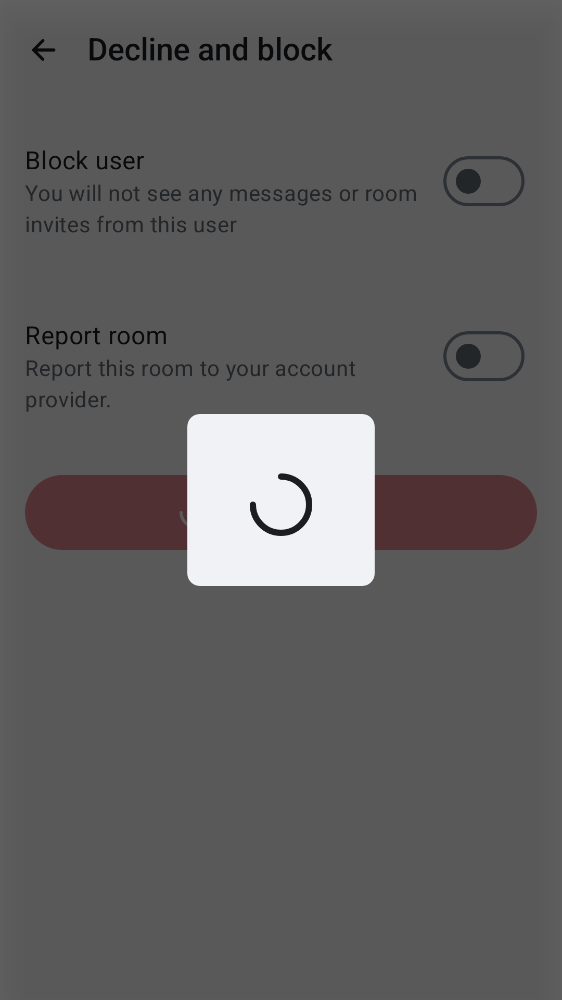 Decline and block
Block user
You will not see any messages or room
invites from this user
Report room
Report this room to your account
provider.